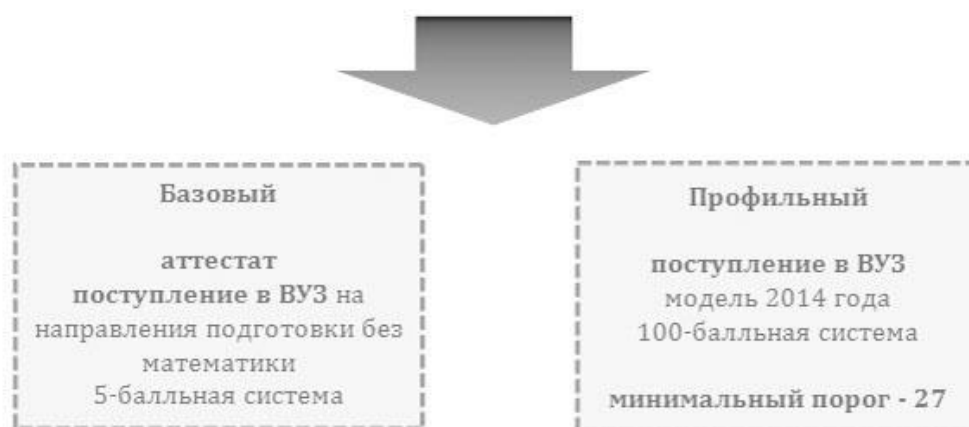 Базовый
аттестат
поступление в ВУЗ на
направления подготовки без
математики
5-балльная система
Профильный
поступление в ВУЗ
модель 2014 года
100-балльная система
минимальный порог - 27